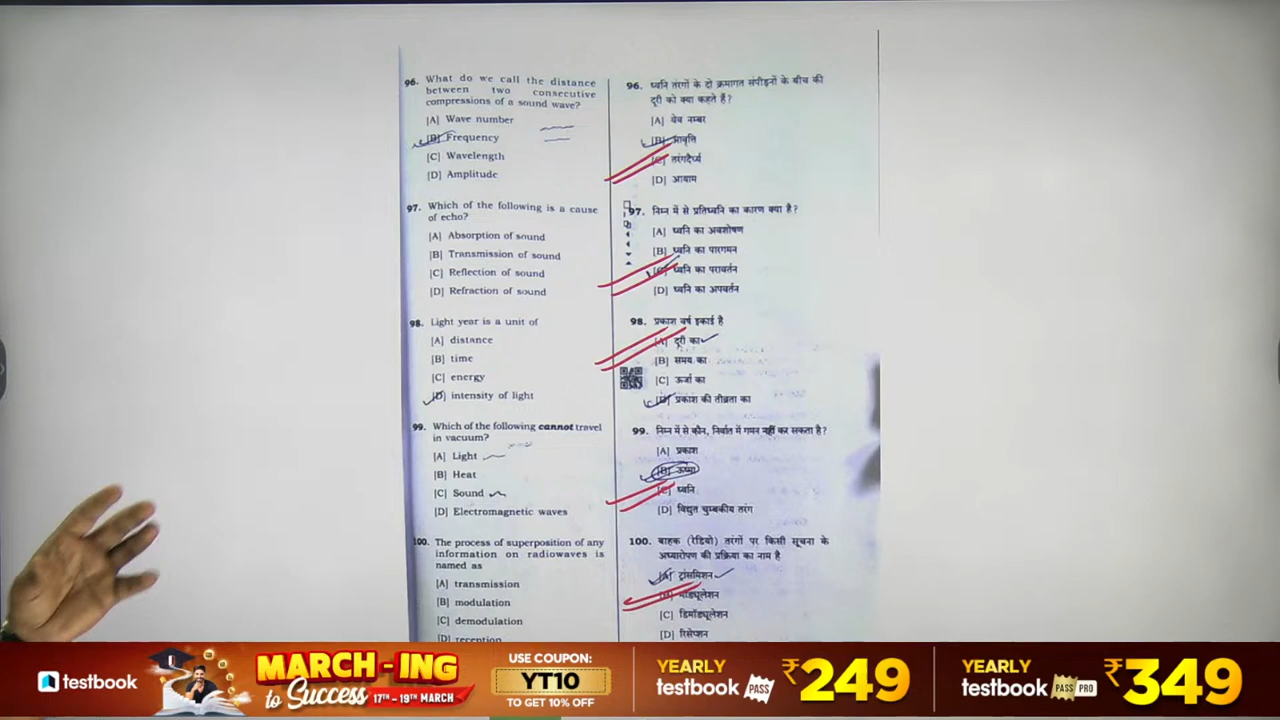 96. What do we call the distance
between two consecutive
compressions of a sound wave?
[A] Wave number
[B] Frequency
[C] Wavelength
[D] Amplitude
97. Which of the following is a cause
of echo?
[A] Absorption of sound
[B] Transmission of sound
[C] Reflection of sound
[D] Refraction of sound
98. Light year is a unit of
[A] distance
[B] time
[C] energy
[D] intensity of light
99. Which of the following cannot travel
in vacuum?
[A] Light
[B] Heat
[C] Sound
[D] Electromagnetic waves
100. The process of superposition of any
information on radiowaves is
named as
[A] transmission
[B] modulation
[C] demodulation
[D] reception
96. ध्वनि तरंगों के दो क्रमागत संपीड़नों के बीच की
दूरी को क्या कहते हैं?
[A] वेव नम्बर
[B] आवृत्ति
[C] तरंगदैर्ध्य
[D] आयाम
97. निम्न में से प्रतिध्वनि का कारण क्या है?
[A] ध्वनि का अवशोषण
[B] ध्वनि का पारगमन
[C] ध्वनि का परावर्तन
[D] ध्वनि का अपवर्तन
98. प्रकाश वर्ष इकाई है
[A] दूरी का
[B] समय का
[C] ऊर्जा का
[D] प्रकाश की तीव्रता का
99. निम्न में से कौन, निर्वात में गमन नहीं कर सकता है?
[A] प्रकाश
[B] ऊष्मा
[C] ध्वनि
[D] विद्युत चुम्बकीय तरंग
100. वाहक (रेडियो) तरंगों पर किसी सूचना के
अध्यारोपण की प्रक्रिया का नाम है
[A] ट्रांसमिशन
[B] मॉड्यूलेशन
[C] डिमॉड्यूलेशन
[D] रिसेप्शन
testbook
MARCH-ING
to Success
17TH - 19TH MARCH
USE COUPON:
YT10
TO GET 10% OFF
YEARLY
testbook PASS
₹249
YEARLY
testbook PASS PRO
₹349